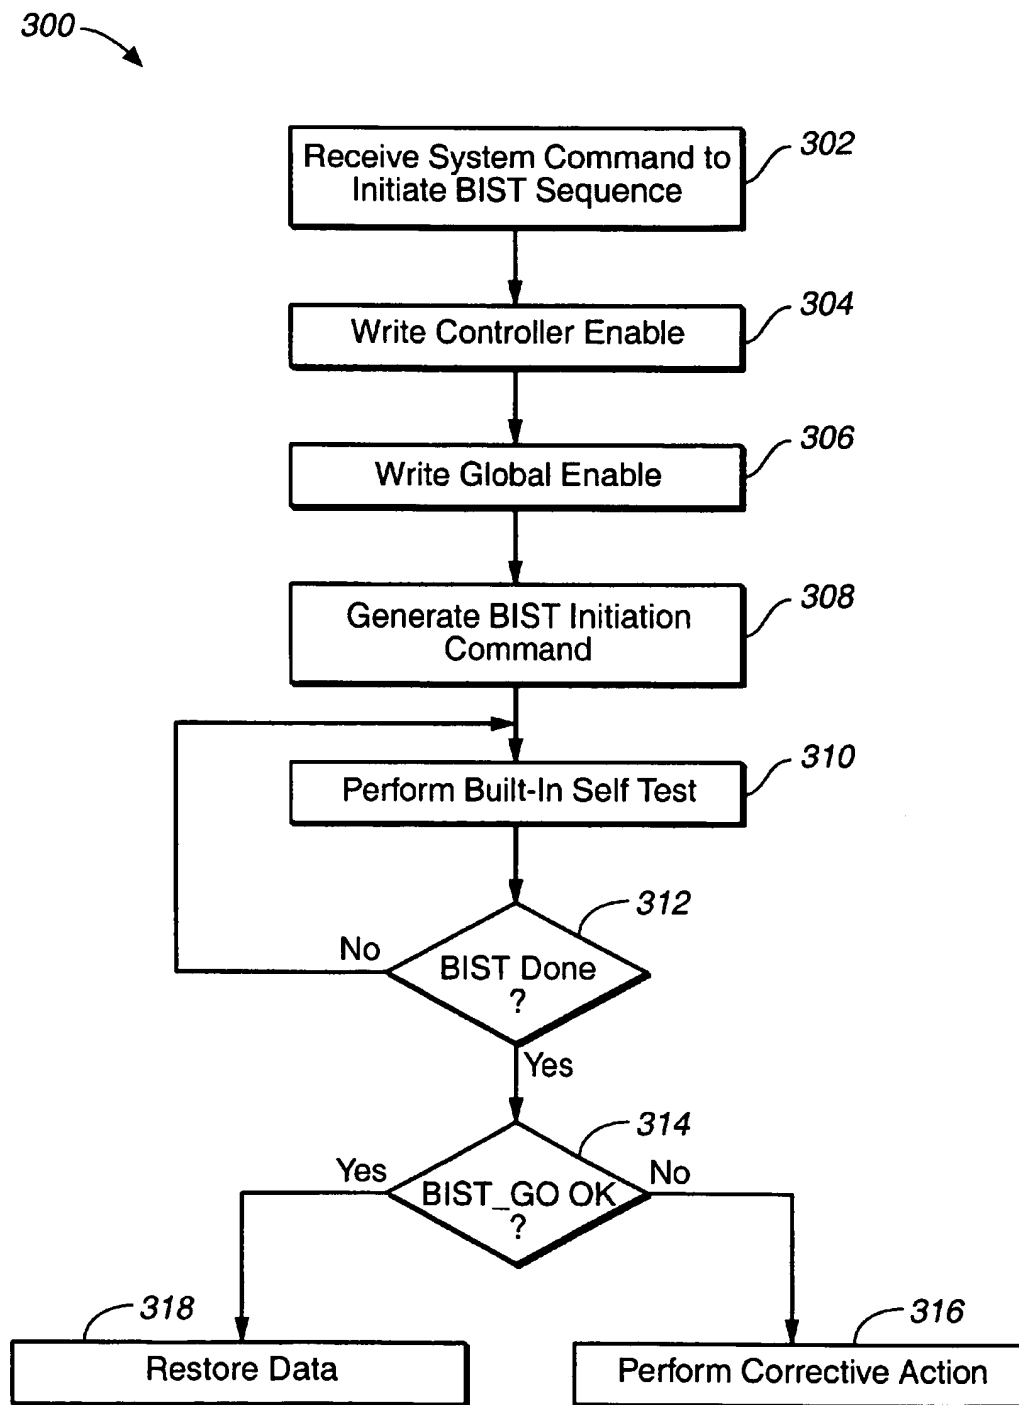 300
Receive System Command to
Initiate BIST Sequence
302
Write Controller Enable
304
Write Global Enable
306
Generate BIST Initiation
Command
308
Perform Built-In Self Test
310
312
No
BIST Done
?
Yes
314
Yes
BIST_GO OK
?
No
318
Restore Data
316
Perform Corrective Action